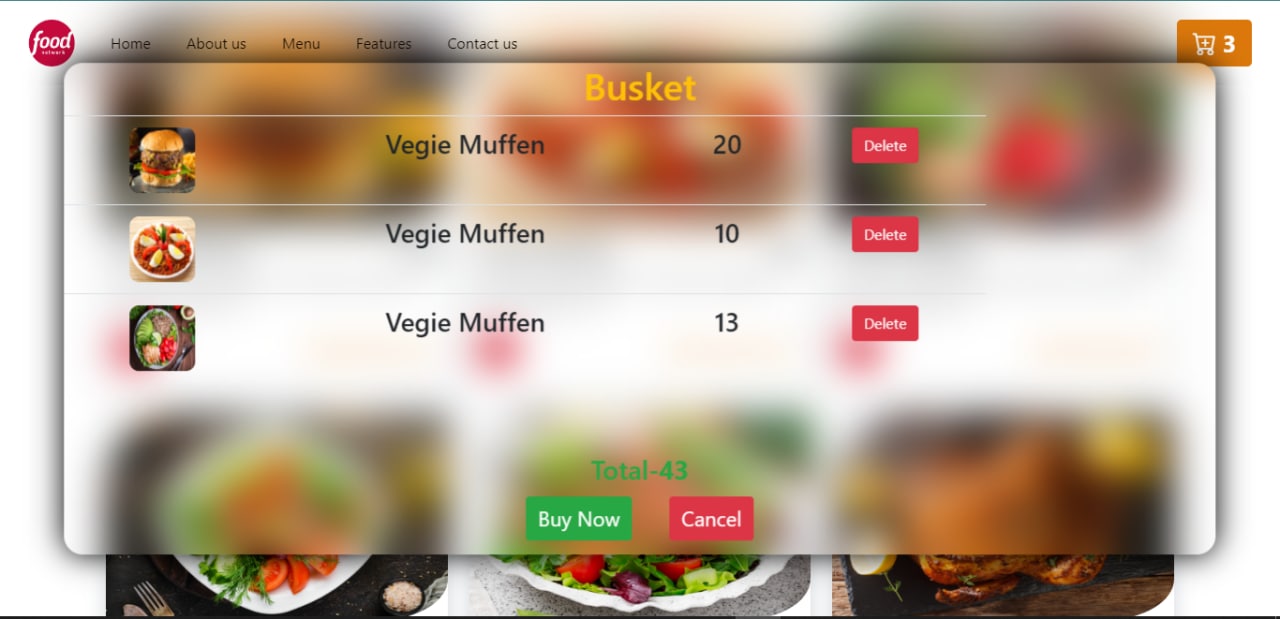 food
network
Home About us Menu Features Contact us
3
Busket
Vegie Muffen 20 Delete
Vegie Muffen 10 Delete
Vegie Muffen 13 Delete
Total-43
Buy Now Cancel